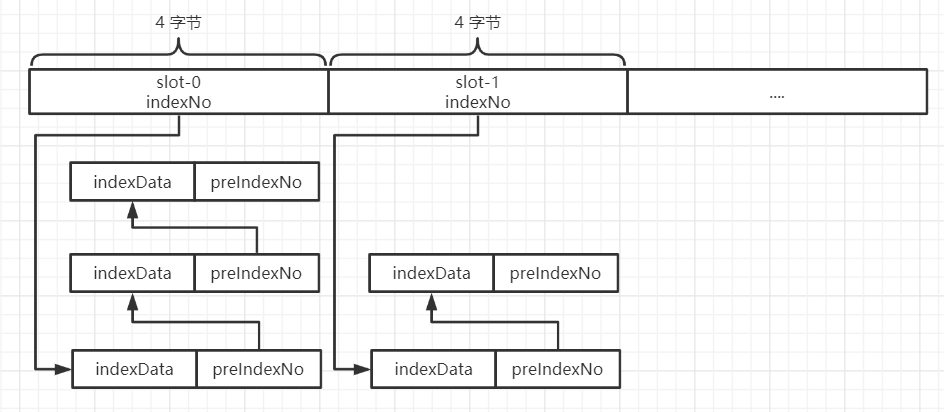 4 字节
4 字节
slot-0
indexNo
slot-1
indexNo
....
indexData
preIndexNo
indexData
preIndexNo
indexData
preIndexNo
indexData
preIndexNo
indexData
preIndexNo